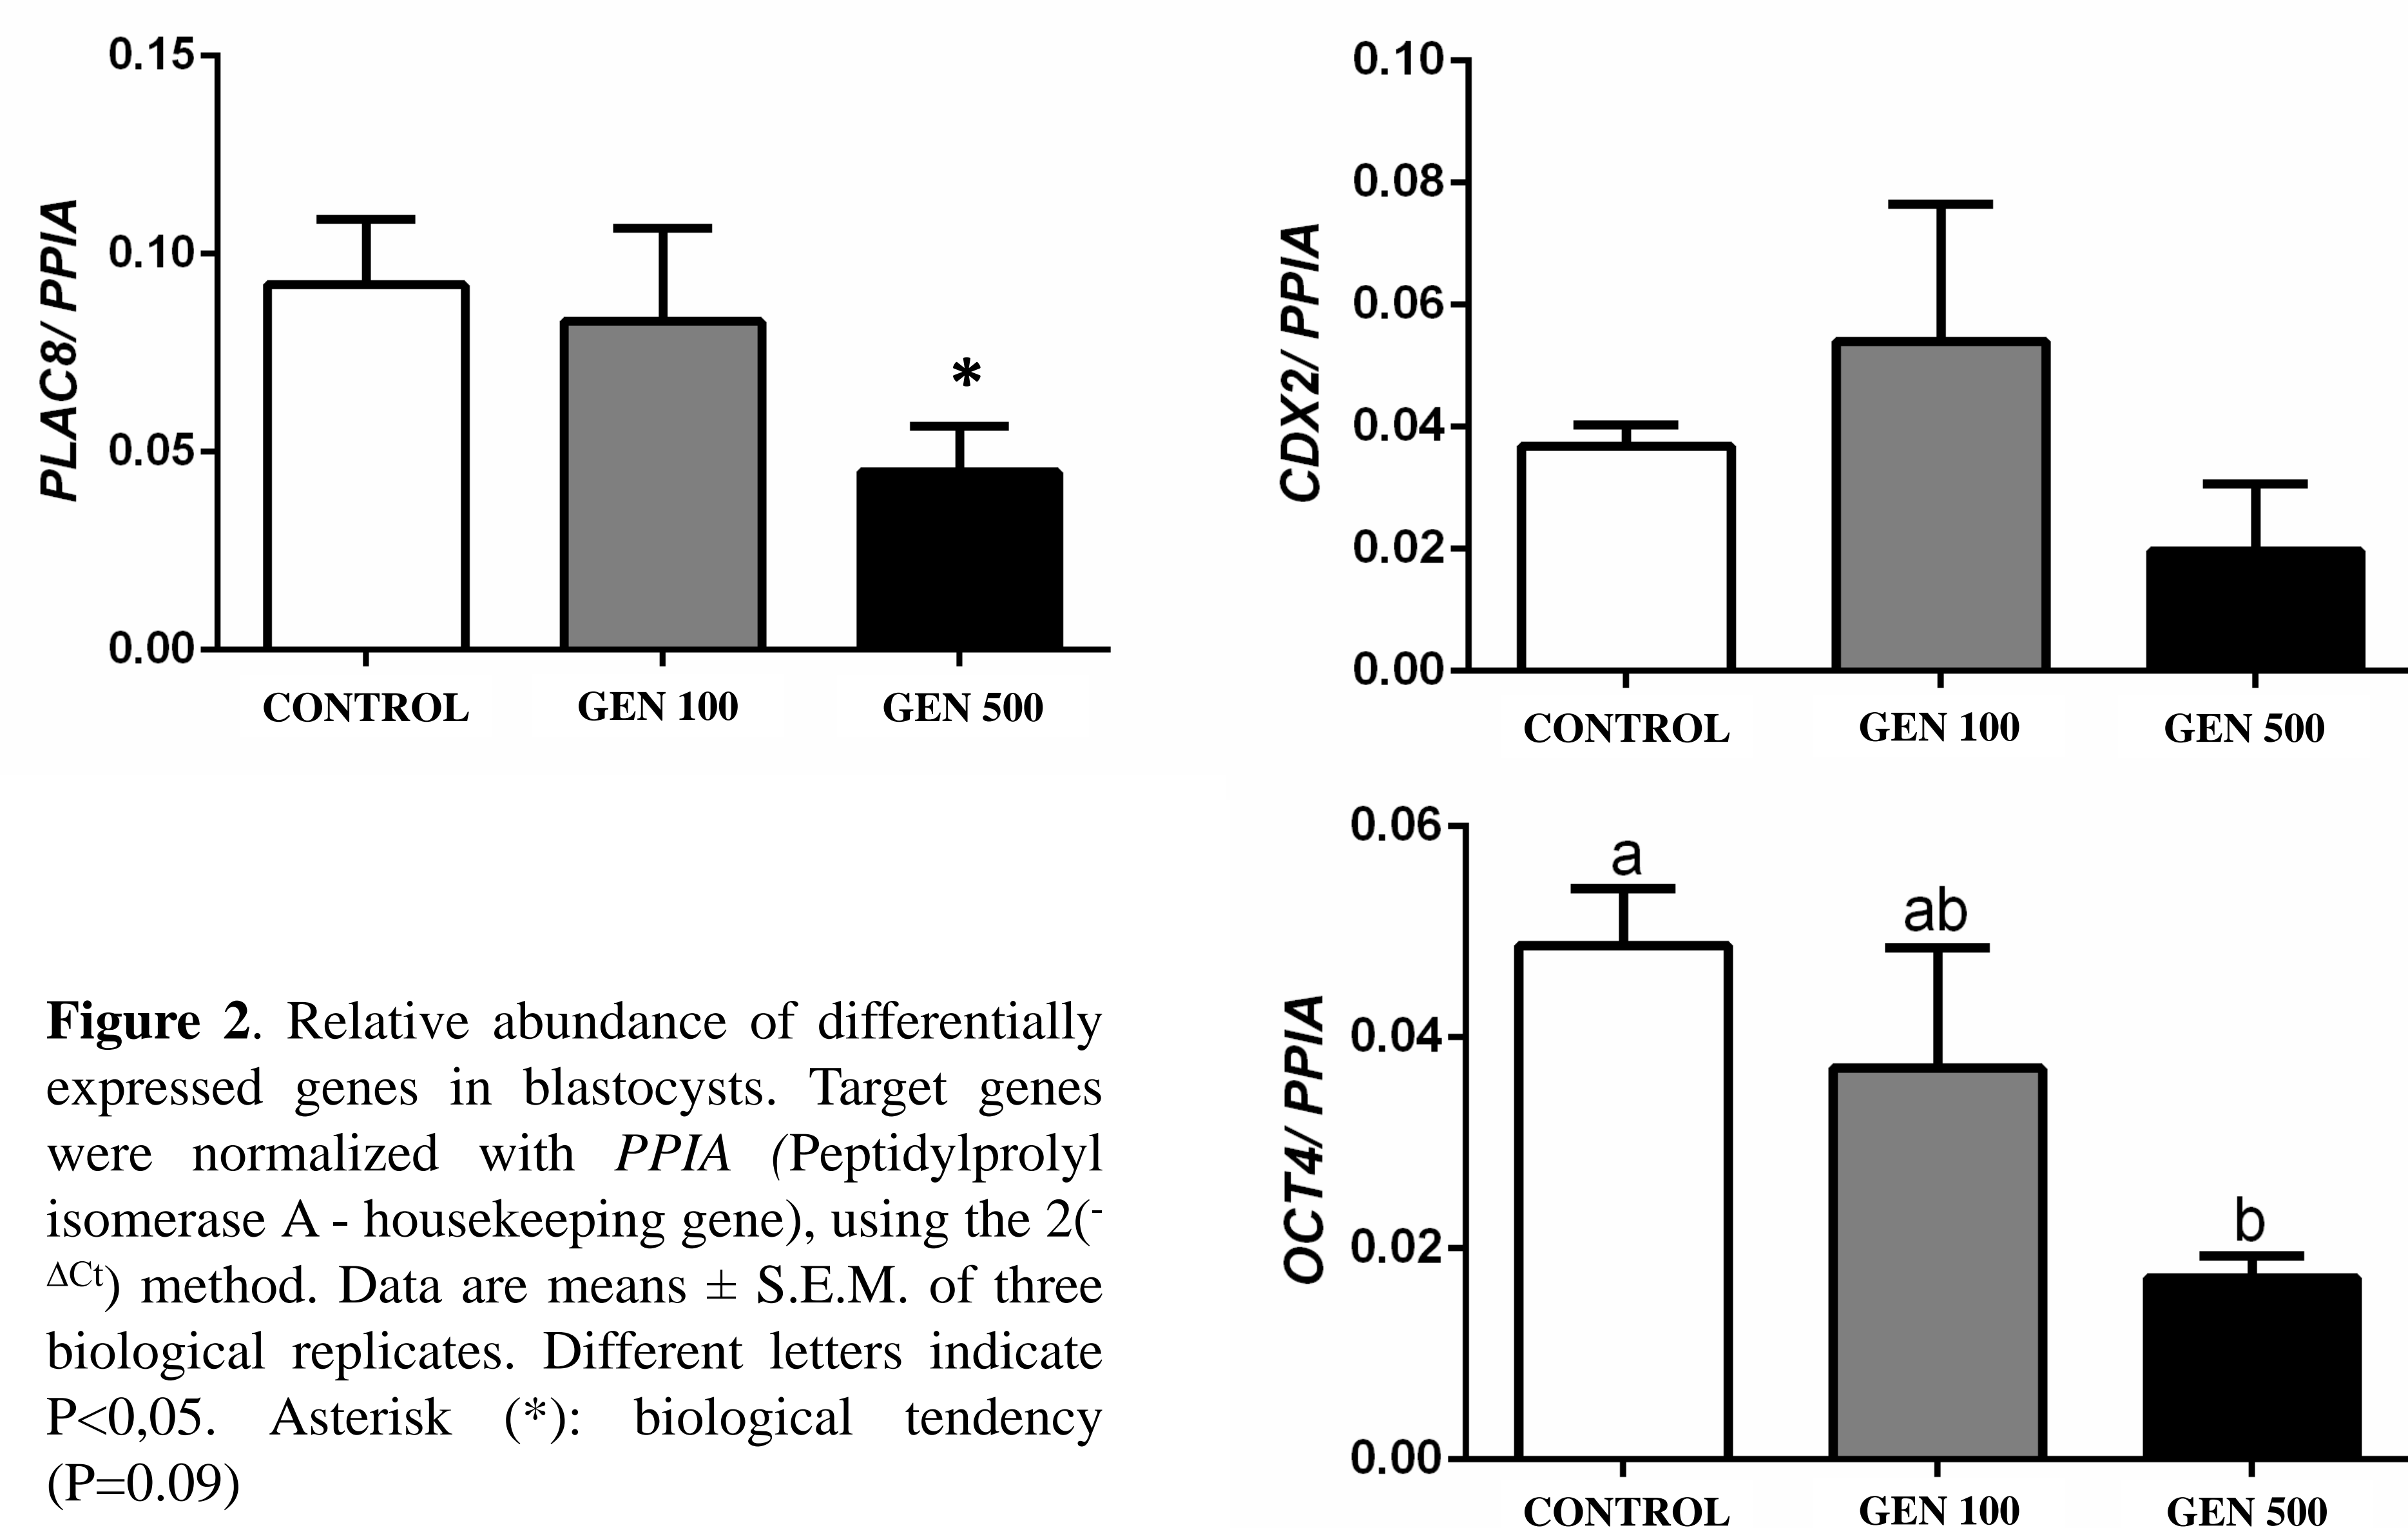 0.15
0.10
0.05
0.00
PLAC8/ PPIA
*
CONTROL GEN 100 GEN 500
0.10
0.08
0.06
0.04
0.02
0.00
CDX2/ PPIA
CONTROL GEN 100 GEN 500
0.06
0.04
0.02
0.00
OCT4/ PPIA
a
ab
b
CONTROL GEN 100 GEN 500
Figure 2. Relative abundance of differentially
expressed genes in blastocysts. Target genes
were normalized with PPIA (Peptidylprolyl
isomerase A - housekeeping gene), using the 2(-
ΔCt) method. Data are means ± S.E.M. of three
biological replicates. Different letters indicate
P<0,05. Asterisk (*): biological tendency
(P=0.09)